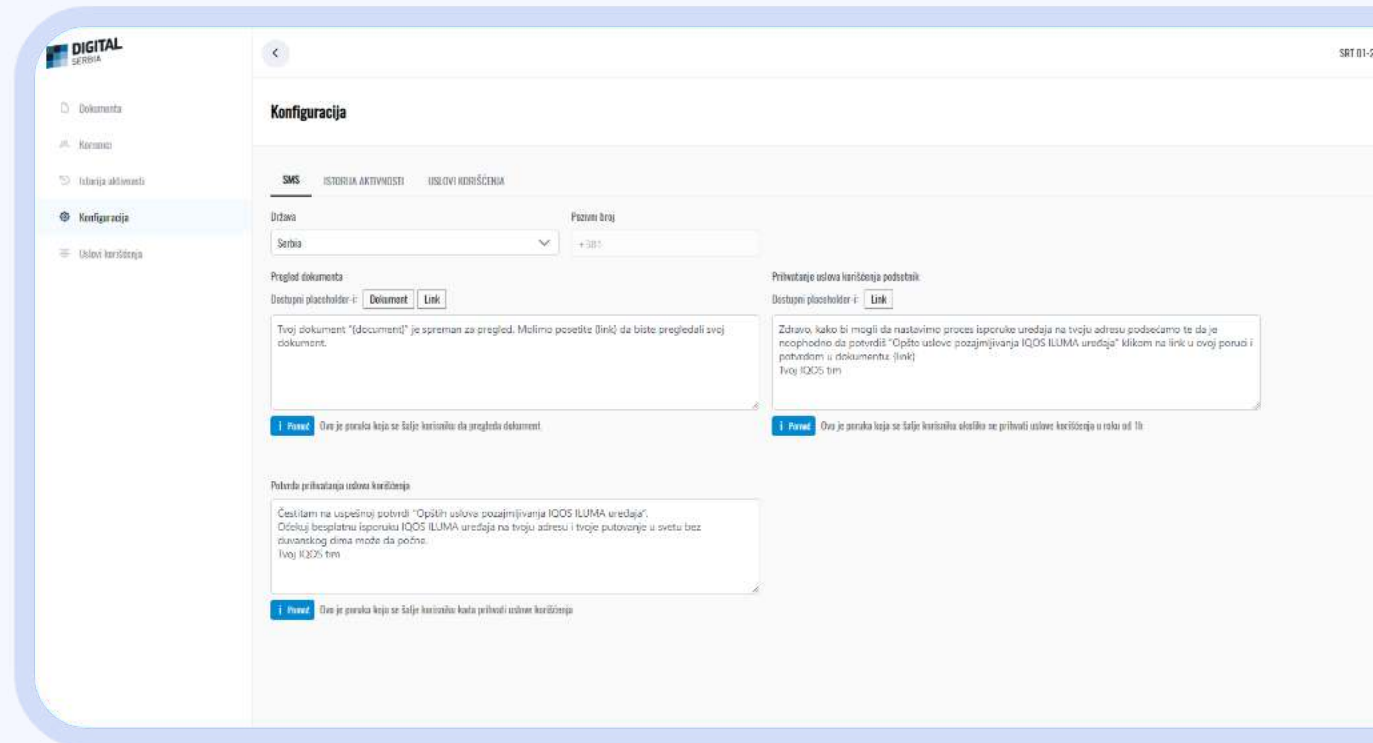 DIGITAL
SERBIA
SRT 01-2
Dokumenta
Korisnici
Istorija aktivnosti
Konfiguracija
Uslovi korišćenja
Konfiguracija
SMS ISTORIJA AKTIVNOSTI USLOVI KORIŠĆENJA
Država Pozivni broj
Serbia +381
Pregled dokumenta
Dostupni placeholder-i: Dokument Link
Tvoj dokument "{document}" je spreman za pregled. Molimo posetite {link} da biste pregledali svoj
dokument.
i Pomoć Ovo je poruka koja se šalje korisniku da pregleda dokument
Prihvatanje uslova korišćenja podsetnik
Dostupni placeholder-i: Link
Zdravo, kako bi mogli da nastavimo proces isporuke uređaja na tvoju adresu podsećamo te da je
neophodno da potvrdiš "Opšte uslove pozajmljivanja IQOS ILUMA uređaja" klikom na link u ovoj poruci i
potvrdom u dokumentu: {link}
Tvoj IQOS tim
i Pomoć Ovo je poruka koja se šalje korisniku ukoliko ne prihvati uslove korišćenja u roku od 1h
Potvrda prihvatanja uslova korišćenja
Čestitam na uspešnoj potvrdi "Opštih uslova pozajmljivanja IQOS ILUMA uređaja".
Očekuj besplatnu isporuku IQOS ILUMA uređaja na tvoju adresu i tvoje putovanje u svetu bez
duvanskog dima može da počne.
Tvoj IQOS tim
i Pomoć Ovo je poruka koja se šalje korisniku kada prihvati uslove korišćenja